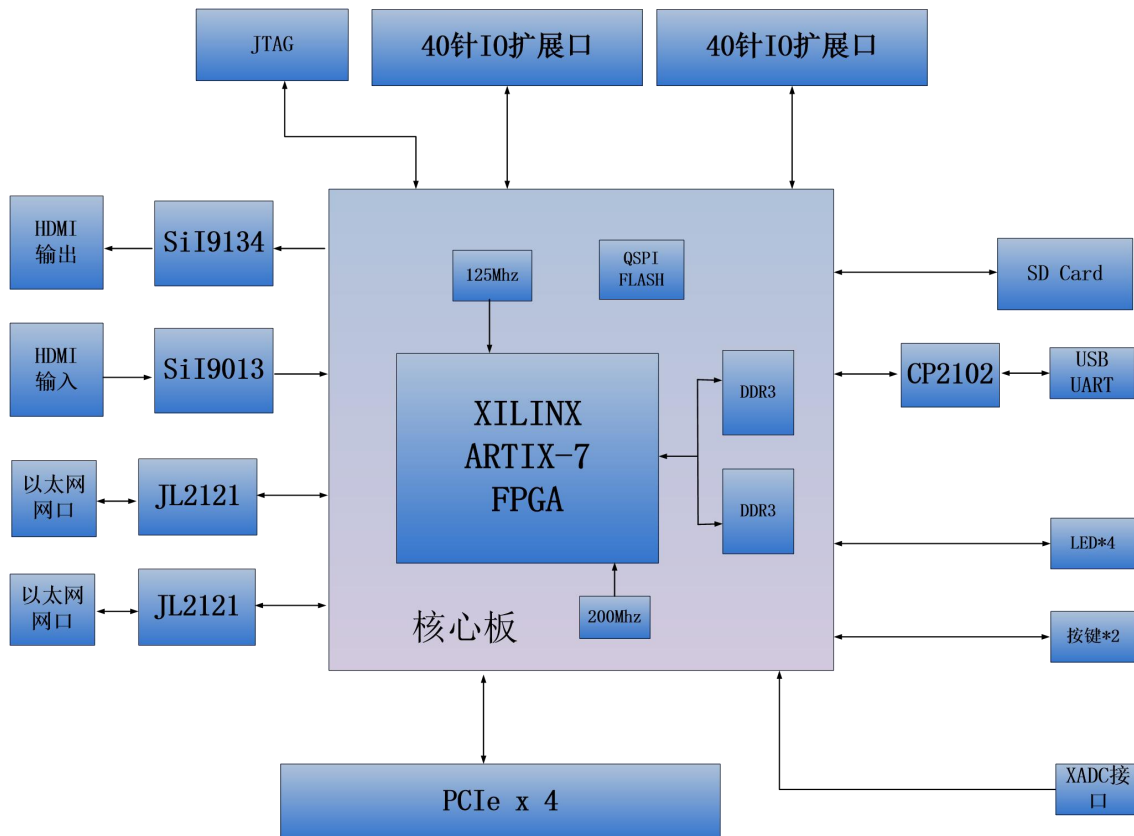 JTAG
40针IO扩展口
40针IO扩展口
HDMI
输出
SiI9134
125Mhz
QSPI
FLASH
SD Card
HDMI
输入
SiI9013
XILINX
ARTIX-7
FPGA
DDR3
CP2102
USB
UART
以太网
网口
JL2121
DDR3
LED*4
以太网
网口
JL2121
核心板
200Mhz
按键*2
PCIe x 4
XADC接
口